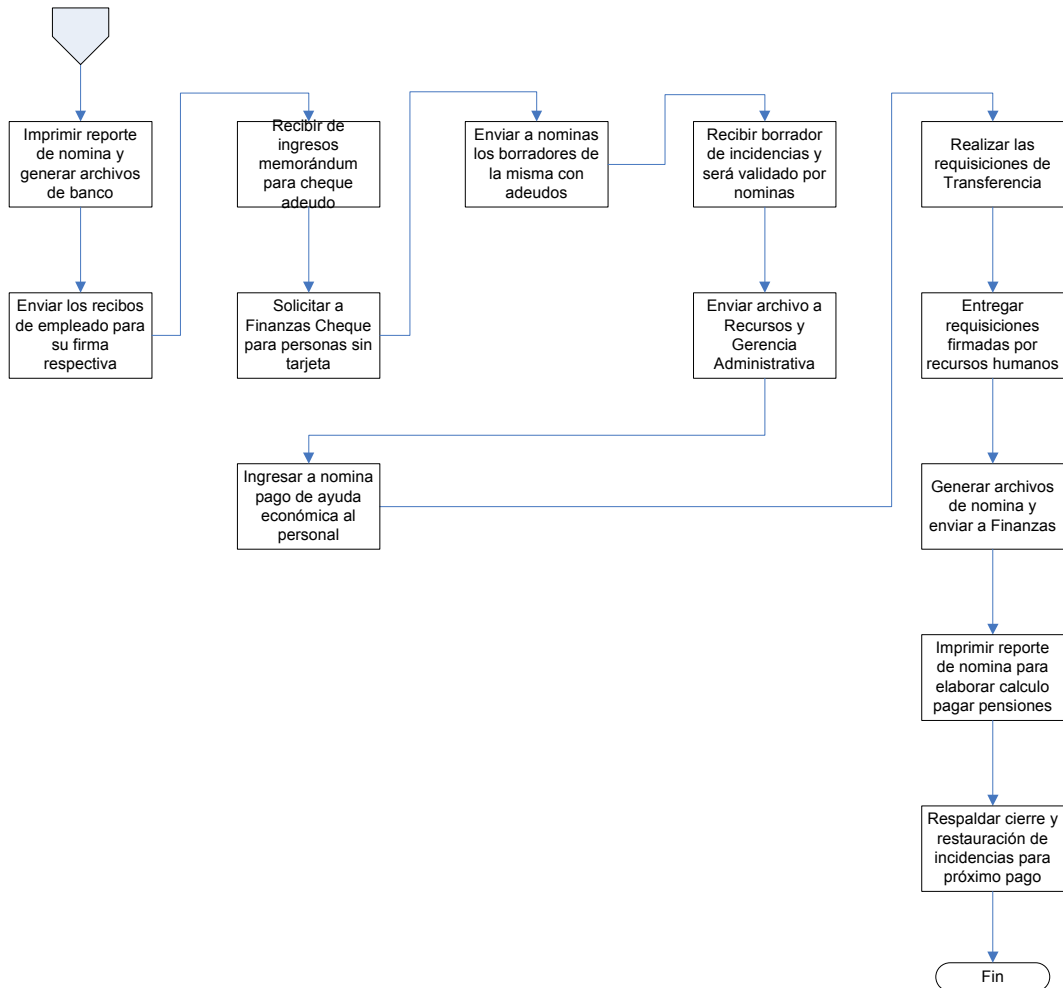 Imprimir reporte
de nomina y
generar archivos
de banco
Enviar los recibos
de empleado para
su firma
respectiva
Recibir de
ingresos
memorándum
para cheque
adeudo
Solicitar a
Finanzas Cheque
para personas sin
tarjeta
Enviar a nominas
los borradores de
la misma con
adeudos
Recibir borrador
de incidencias y
será validado por
nominas
Enviar archivo a
Recursos y
Gerencia
Administrativa
Ingresar a nomina
pago de ayuda
económica al
personal
Realizar las
requisiciones de
Transferencia
Entregar
requisiciones
firmadas por
recursos humanos
Generar archivos
de nomina y
enviar a Finanzas
Imprimir reporte
de nomina para
elaborar calculo
pagar pensiones
Respaldar cierre y
restauración de
incidencias para
próximo pago
Fin